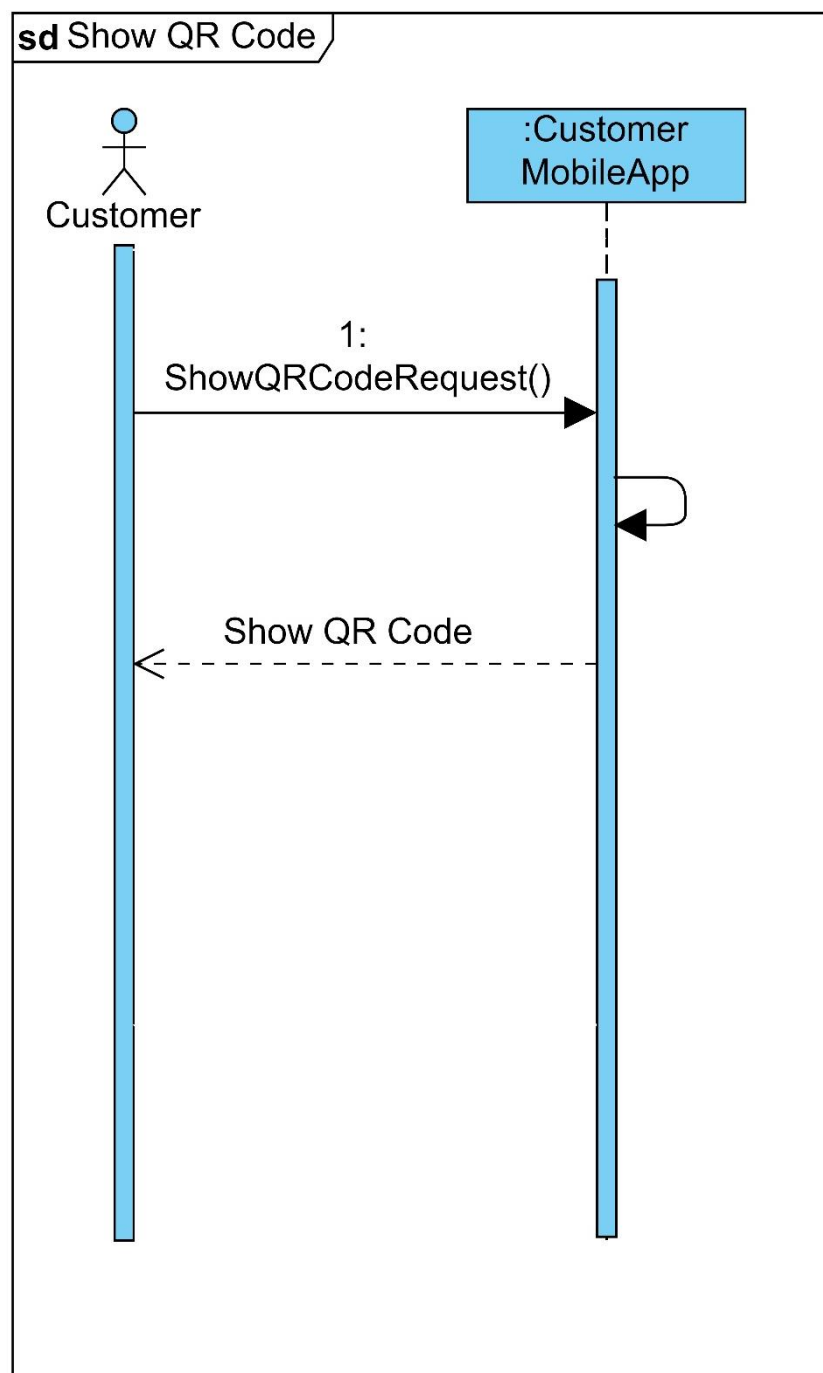 sd Show QR Code
Customer
:Customer
MobileApp
1:
ShowQRCodeRequest()
Show QR Code